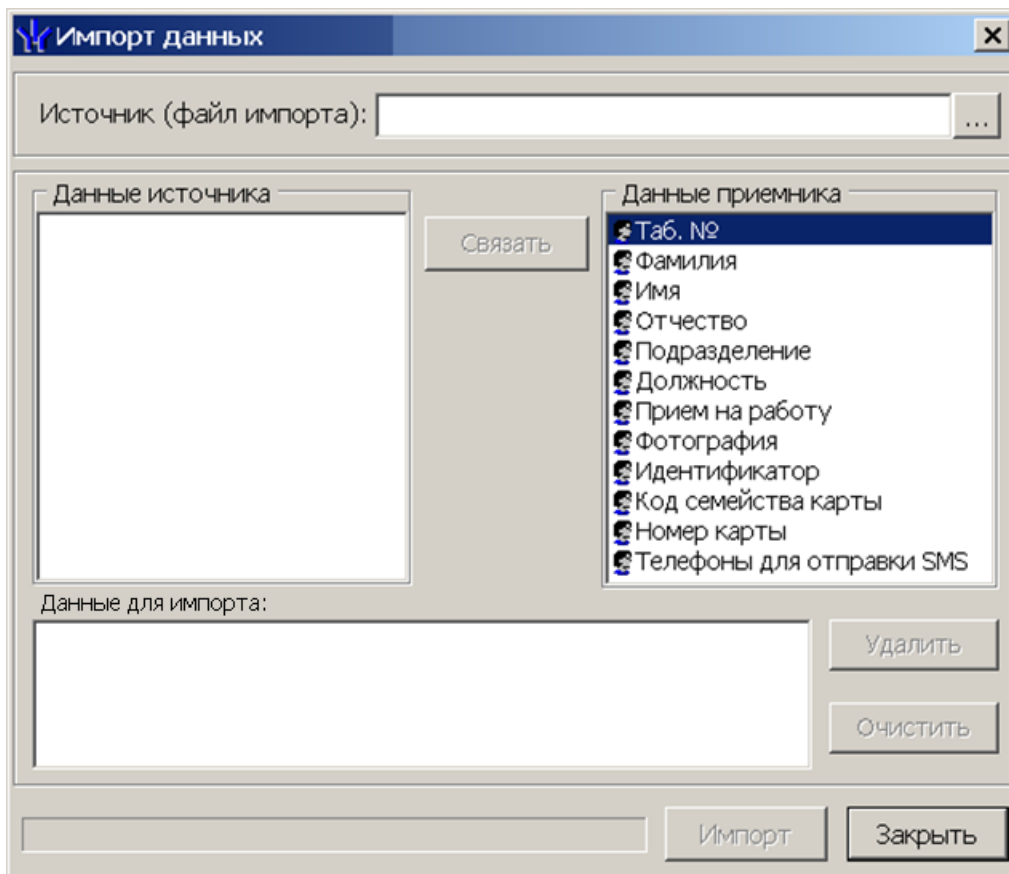 Импорт данных
Источник (файл импорта):
...
Данные источника
Связать
Данные приемника
Таб. №
Фамилия
Имя
Отчество
Подразделение
Должность
Прием на работу
Фотография
Идентификатор
Код семейства карты
Номер карты
Телефоны для отправки SMS
Данные для импорта:
Удалить
Очистить
Импорт
Закрыть